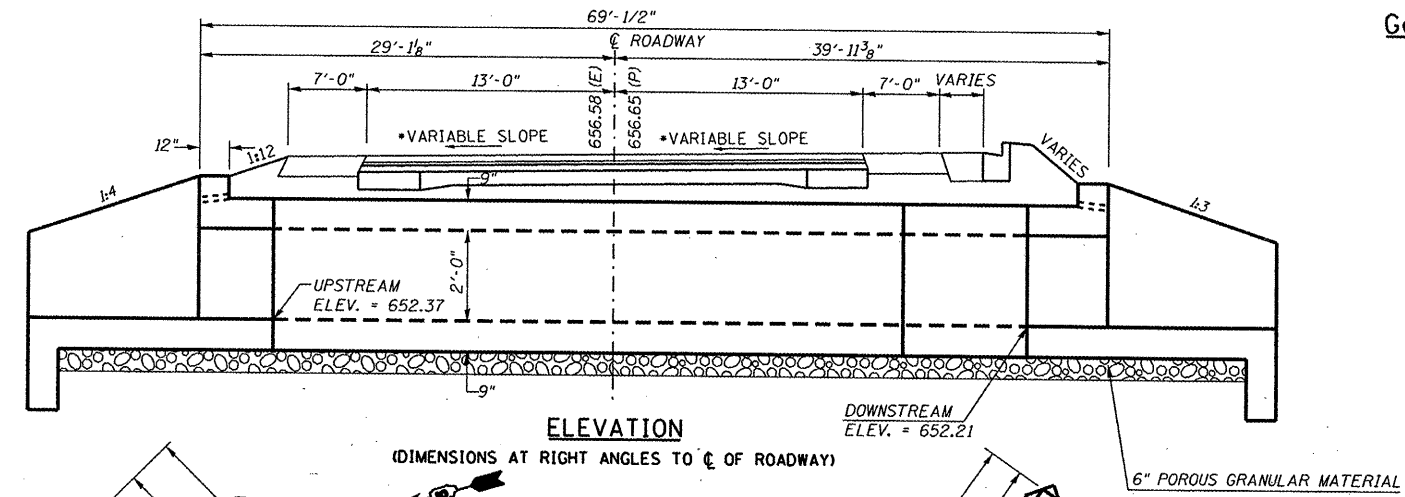 69'-1/2"
℄ ROADWAY
29'-1⅛"
39'-11⅜"
7'-0"
13'-0"
656.58 (E)
656.65 (P)
13'-0"
7'-0"
VARIES
12"
1:12
*VARIABLE SLOPE
*VARIABLE SLOPE
VARIES
1:4
9"
1:3
2'-0"
UPSTREAM
ELEV. = 652.37
9"
ELEVATION
(DIMENSIONS AT RIGHT ANGLES TO ℄ OF ROADWAY)
DOWNSTREAM
ELEV. = 652.21
6" POROUS GRANULAR MATERIAL